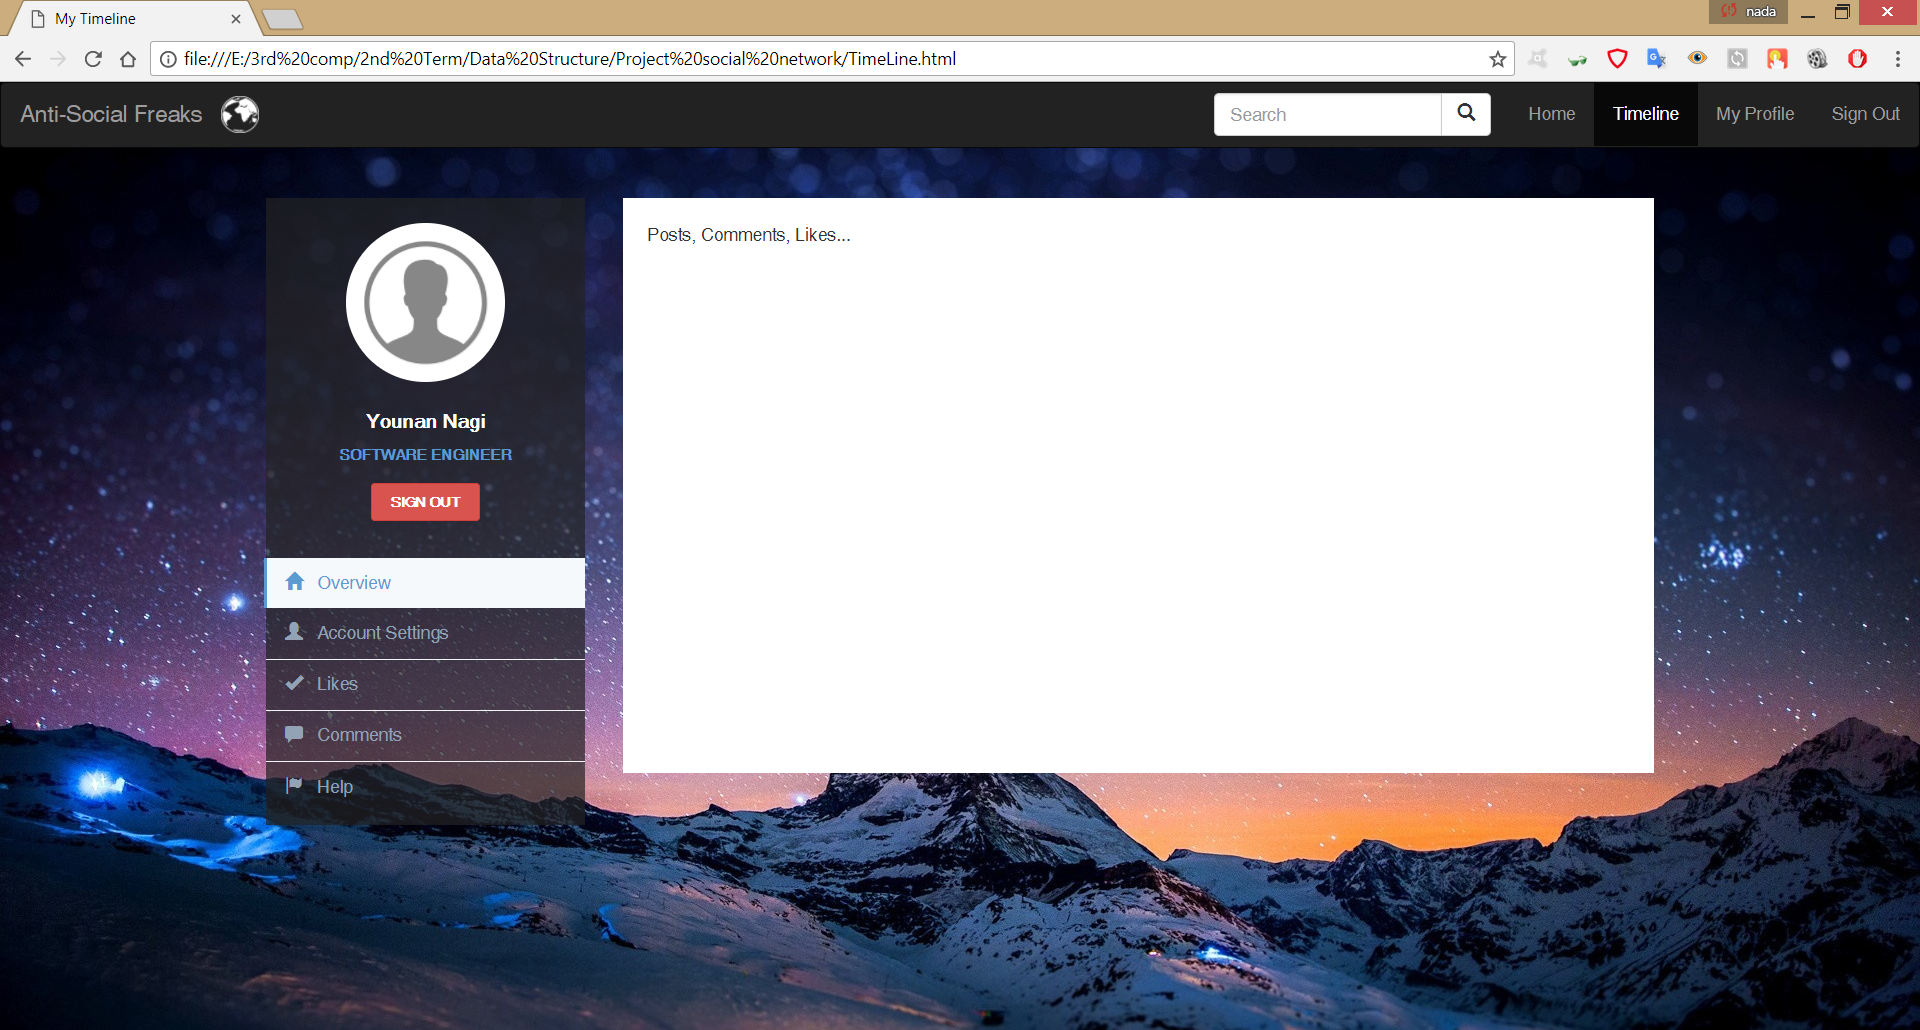 My Timeline
nada
file:///E:/3rd%20comp/2nd%20Term/Data%20Structure/Project%20social%20network/TimeLine.html
Anti-Social Freaks
Search
Home
Timeline
My Profile
Sign Out
Younan Nagi
SOFTWARE ENGINEER
SIGN OUT
Overview
Account Settings
Likes
Comments
Help
Posts, Comments, Likes...